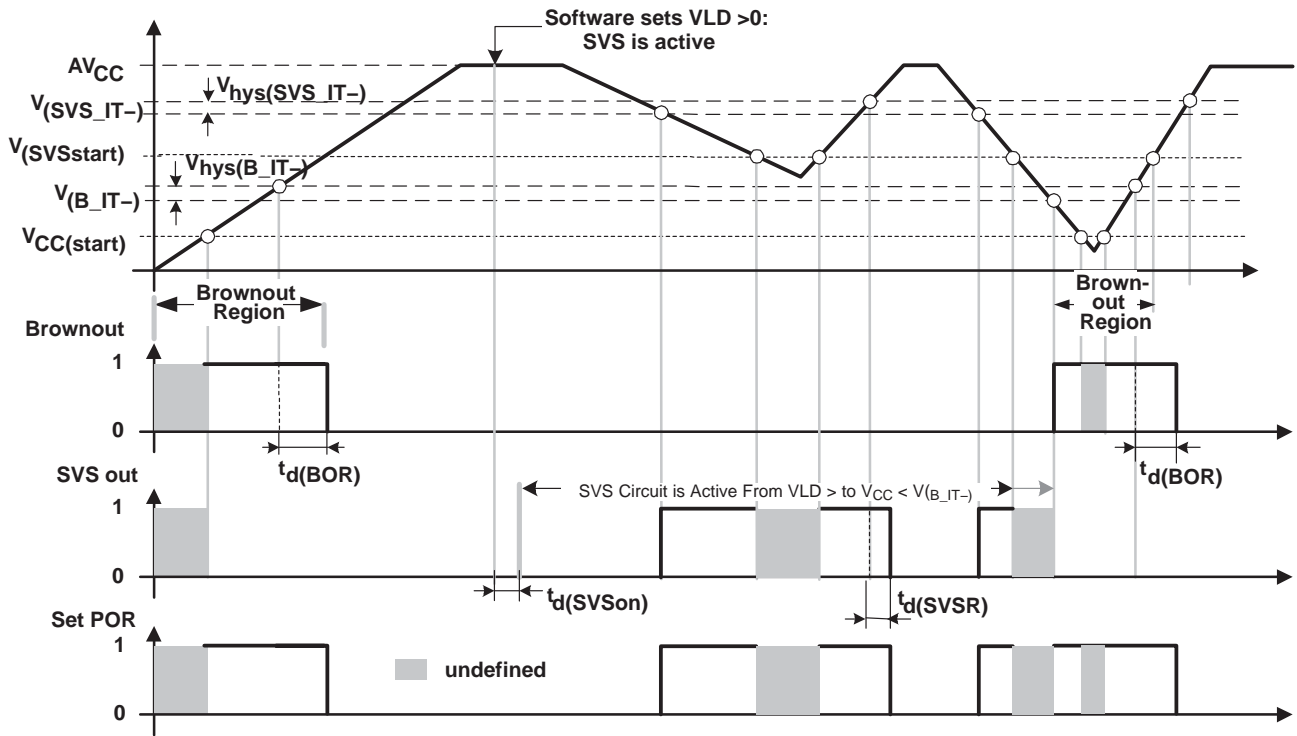 Software sets VLD >0:
SVS is active
AVCC
Vhys(SVS_IT–)
V(SVS_IT–)
V(SVSstart)
Vhys(B_IT–)
V(B_IT–)
VCC(start)
Brownout
Region
Brown-
out
Region
Brownout
1
0
td(BOR)
td(BOR)
SVS out
SVS Circuit is Active From VLD > to VCC < V(B_IT–)
1
0
td(SVSon)
td(SVSR)
Set POR
1
undefined
0